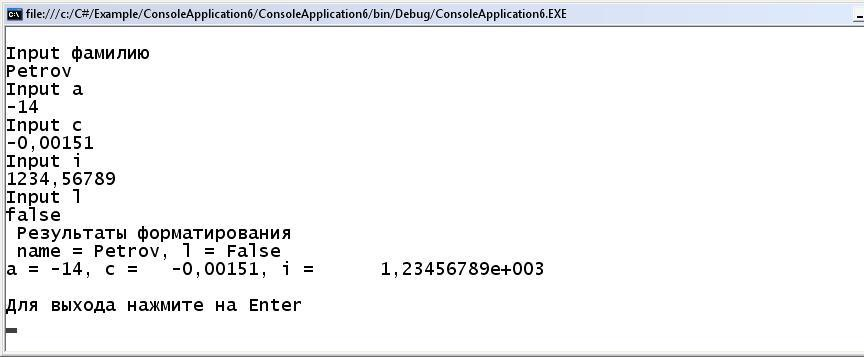 file:///c:/C#/Example/ConsoleApplication6/ConsoleApplication6/bin/Debug/ConsoleApplication6.EXE
Input фамилию
Petrov
Input a
-14
Input c
-0,00151
Input i
1234,56789
Input l
false
Результаты форматирования
name = Petrov, l = False
a = -14, c =   -0,00151, i =      1,23456789e+003
Для выхода нажмите на Enter